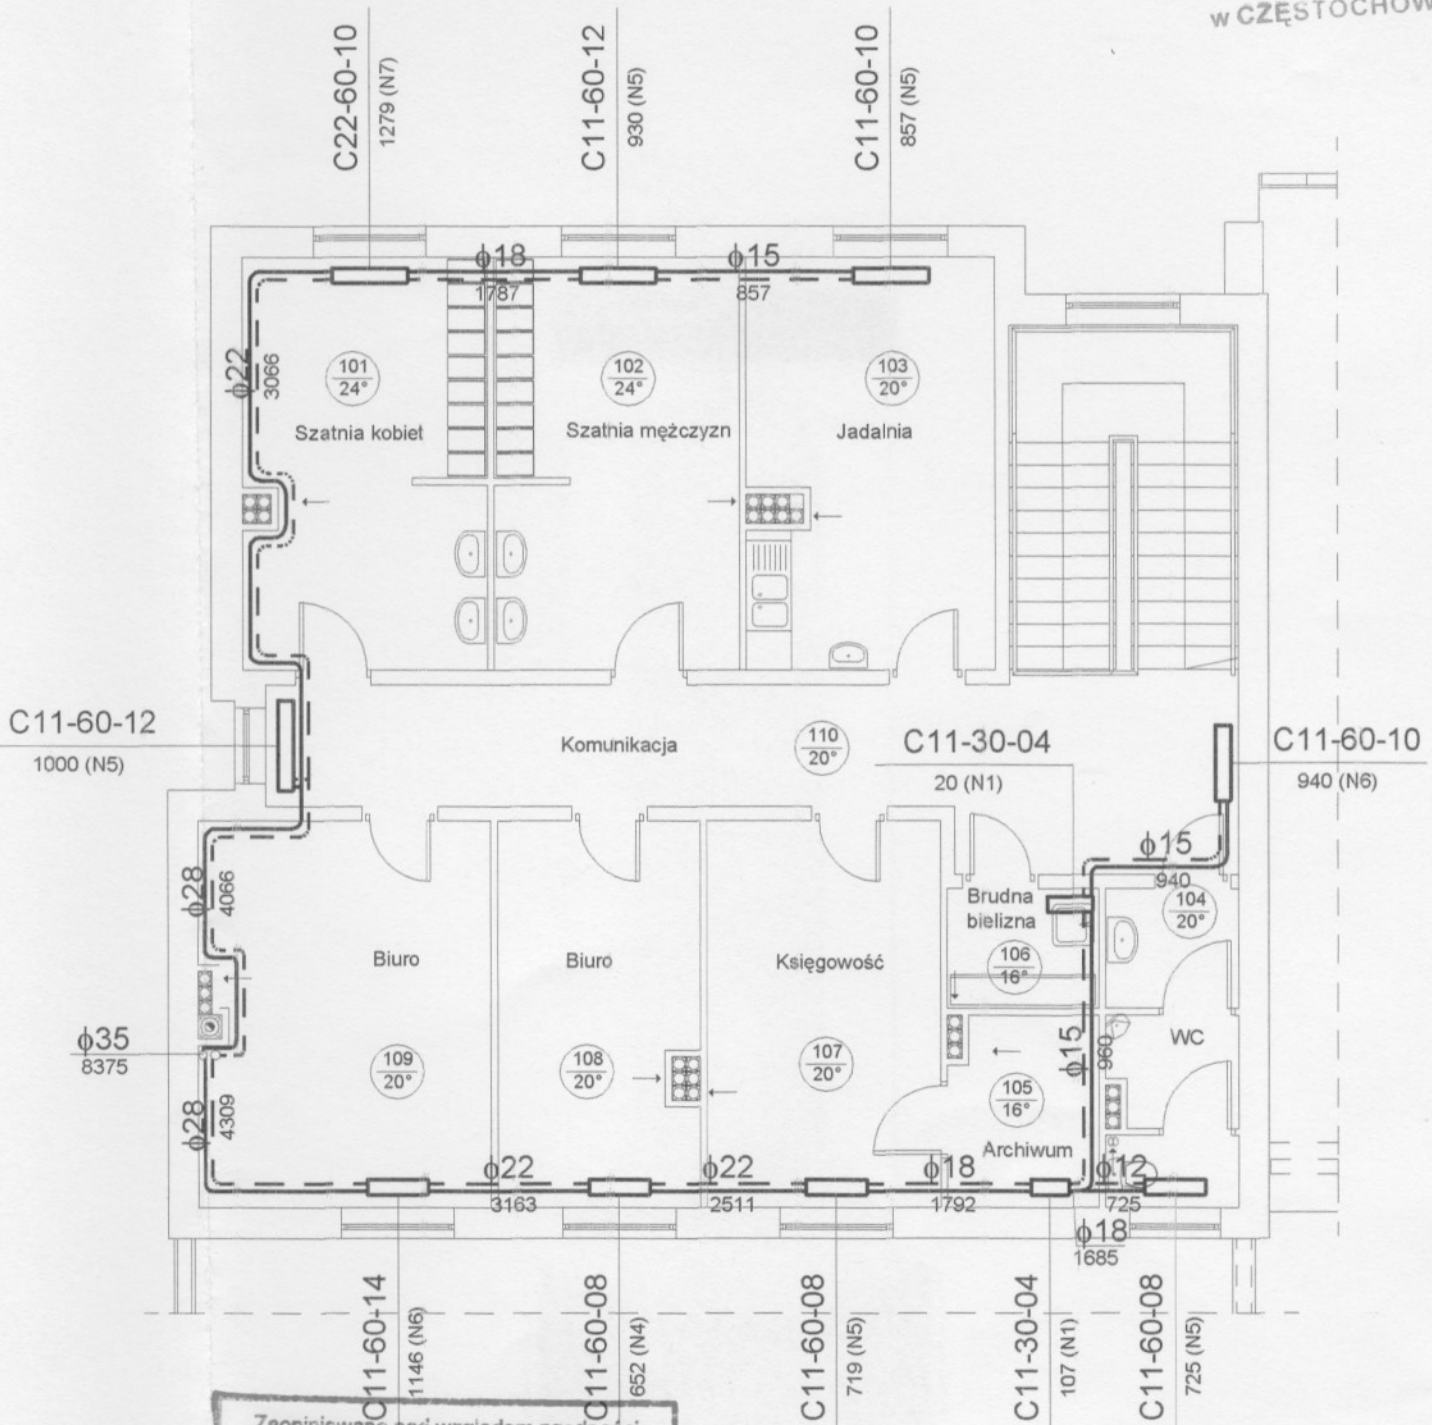 w CZĘSTOCHOW
C22-60-10
1279 (N7)
C11-60-12
930 (N5)
C11-60-10
857 (N5)
ϕ18
1787
ϕ15
857
ϕ22
3066
101
24°
Szatnia kobiet
102
24°
Szatnia mężczyzn
103
20°
Jadalnia
C11-60-12
1000 (N5)
Komunikacja
110
20°
C11-30-04
20 (N1)
C11-60-10
940 (N6)
ϕ15
940
ϕ28
4066
Brudna
bielizna
104
20°
Biuro
Biuro
Księgowość
106
16°
ϕ35
8375
109
20°
108
20°
107
20°
ϕ15
960
WC
105
16°
Archiwum
ϕ28
4309
ϕ22
3163
ϕ22
2511
ϕ18
1792
ϕ12
725
ϕ18
1685
C11-60-14
1146 (N6)
C11-60-08
652 (N4)
C11-60-08
719 (N5)
C11-30-04
107 (N1)
C11-60-08
725 (N5)
pod względem